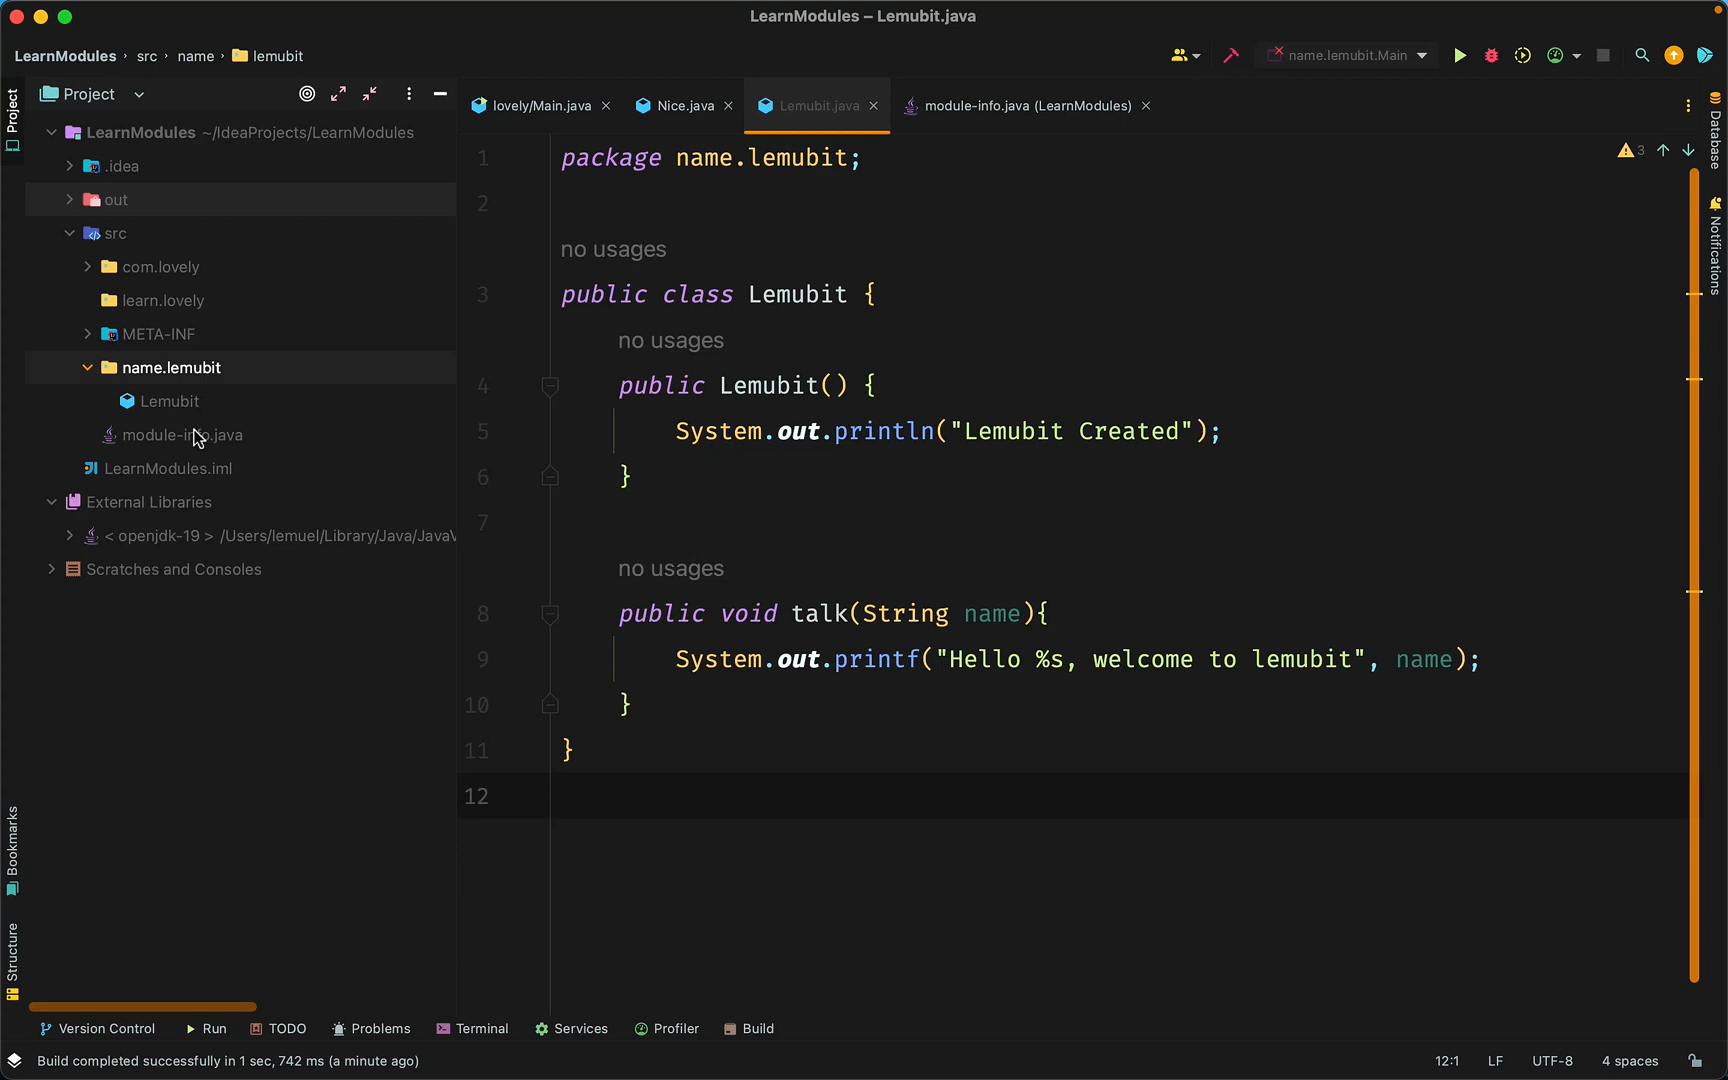 LearnModules – Lemubit.java
LearnModules › src › name › lemubit
name.lemubit.Main
Project
Project
LearnModules ~/IdeaProjects/LearnModules
.idea
out
src
com.lovely
learn.lovely
META-INF
name.lemubit
Lemubit
module-info.java
LearnModules.iml
External Libraries
< openjdk-19 > /Users/lemuel/Library/Java/JavaV
Scratches and Consoles
Bookmarks
Structure
lovely/Main.java
Nice.java
Lemubit.java
module-info.java (LearnModules)
3
1 package name.lemubit;
2
no usages
3 public class Lemubit {
no usages
4 public Lemubit() {
5 System.out.println("Lemubit Created");
6 }
7
no usages
8 public void talk(String name){
9 System.out.printf("Hello %s, welcome to lemubit", name);
10 }
11 }
12
Database
Notifications
Version Control Run TODO Problems Terminal Services Profiler Build
Build completed successfully in 1 sec, 742 ms (a minute ago)
12:1 LF UTF-8 4 spaces